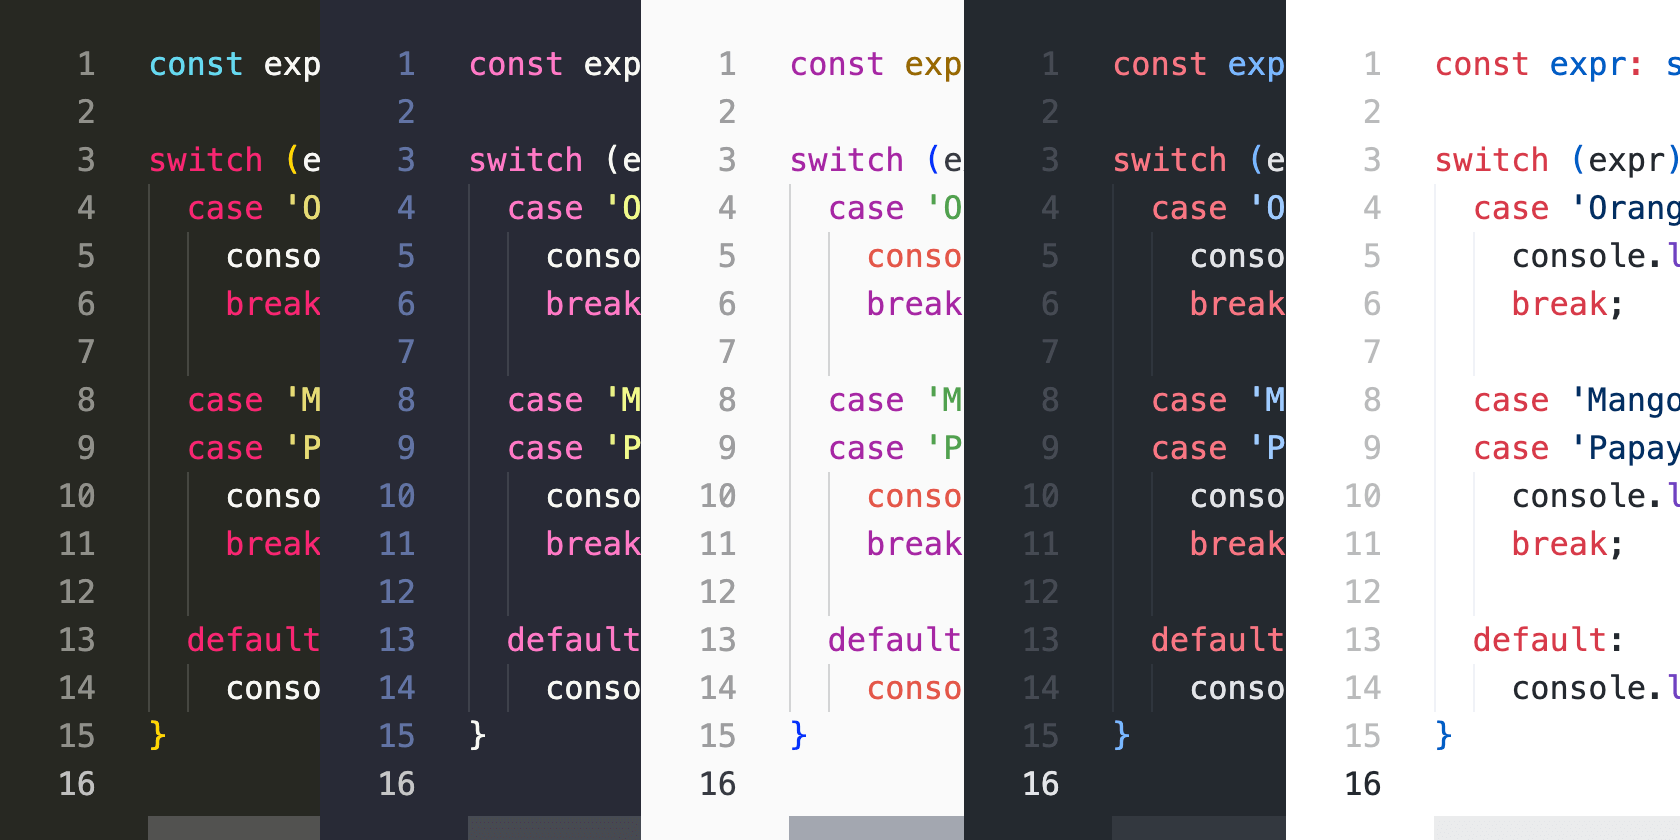 1 const exp
2
3 switch (e
4 case 'O
5 conso
6 break
7
8 case 'M
9 case 'P
10 conso
11 break
12
13 default
14 conso
15 }
16
1 const exp
2
3 switch (e
4 case 'O
5 conso
6 break
7
8 case 'M
9 case 'P
10 conso
11 break
12
13 default
14 conso
15 }
16
1 const exp
2
3 switch (e
4 case 'O
5 conso
6 break
7
8 case 'M
9 case 'P
10 conso
11 break
12
13 default
14 conso
15 }
16
1 const exp
2
3 switch (e
4 case 'O
5 conso
6 break
7
8 case 'M
9 case 'P
10 conso
11 break
12
13 default
14 conso
15 }
16
1 const expr: s
2
3 switch (expr)
4 case 'Orang
5 console.l
6 break;
7
8 case 'Mango
9 case 'Papay
10 console.l
11 break;
12
13 default:
14 console.l
15 }
16